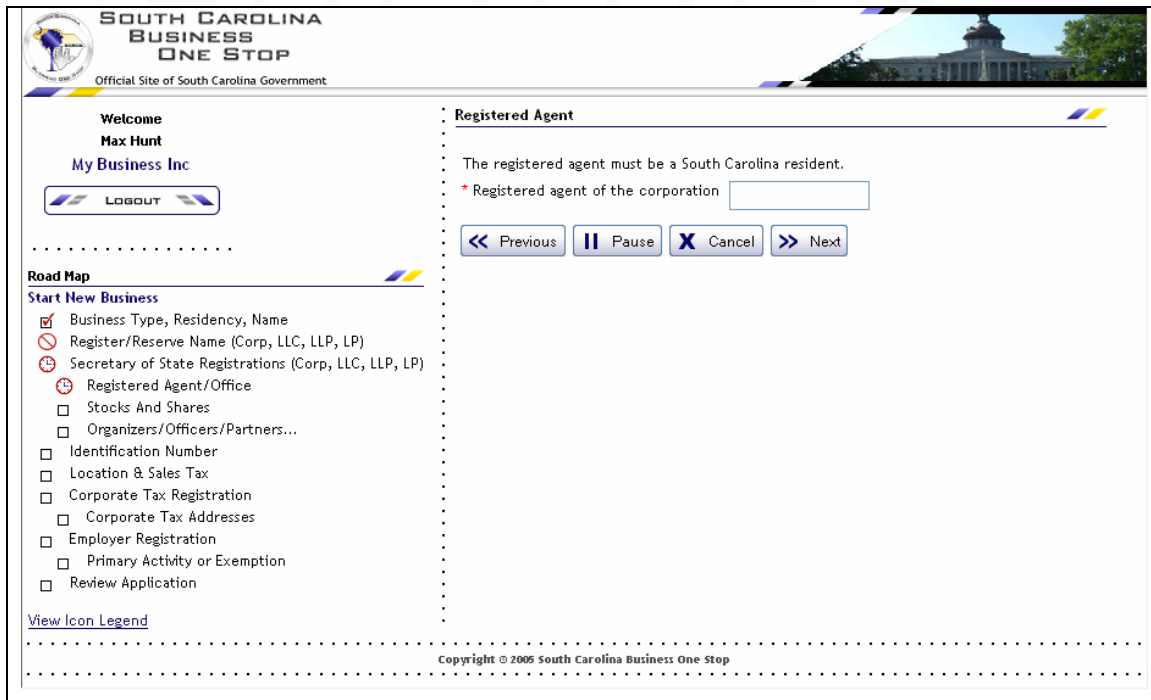 SOUTH CAROLINA
BUSINESS
ONE STOP
Official Site of South Carolina Government
Welcome
Max Hunt
My Business Inc
LOGOUT
Road Map
Start New Business
Business Type, Residency, Name
Register/Reserve Name (Corp, LLC, LLP, LP)
Secretary of State Registrations (Corp, LLC, LLP, LP)
Registered Agent/Office
Stocks And Shares
Organizers/Officers/Partners...
Identification Number
Location & Sales Tax
Corporate Tax Registration
Corporate Tax Addresses
Employer Registration
Primary Activity or Exemption
Review Application
View Icon Legend
Registered Agent
The registered agent must be a South Carolina resident.
* Registered agent of the corporation
Previous Pause X Cancel Next
Copyright © 2005 South Carolina Business One Stop